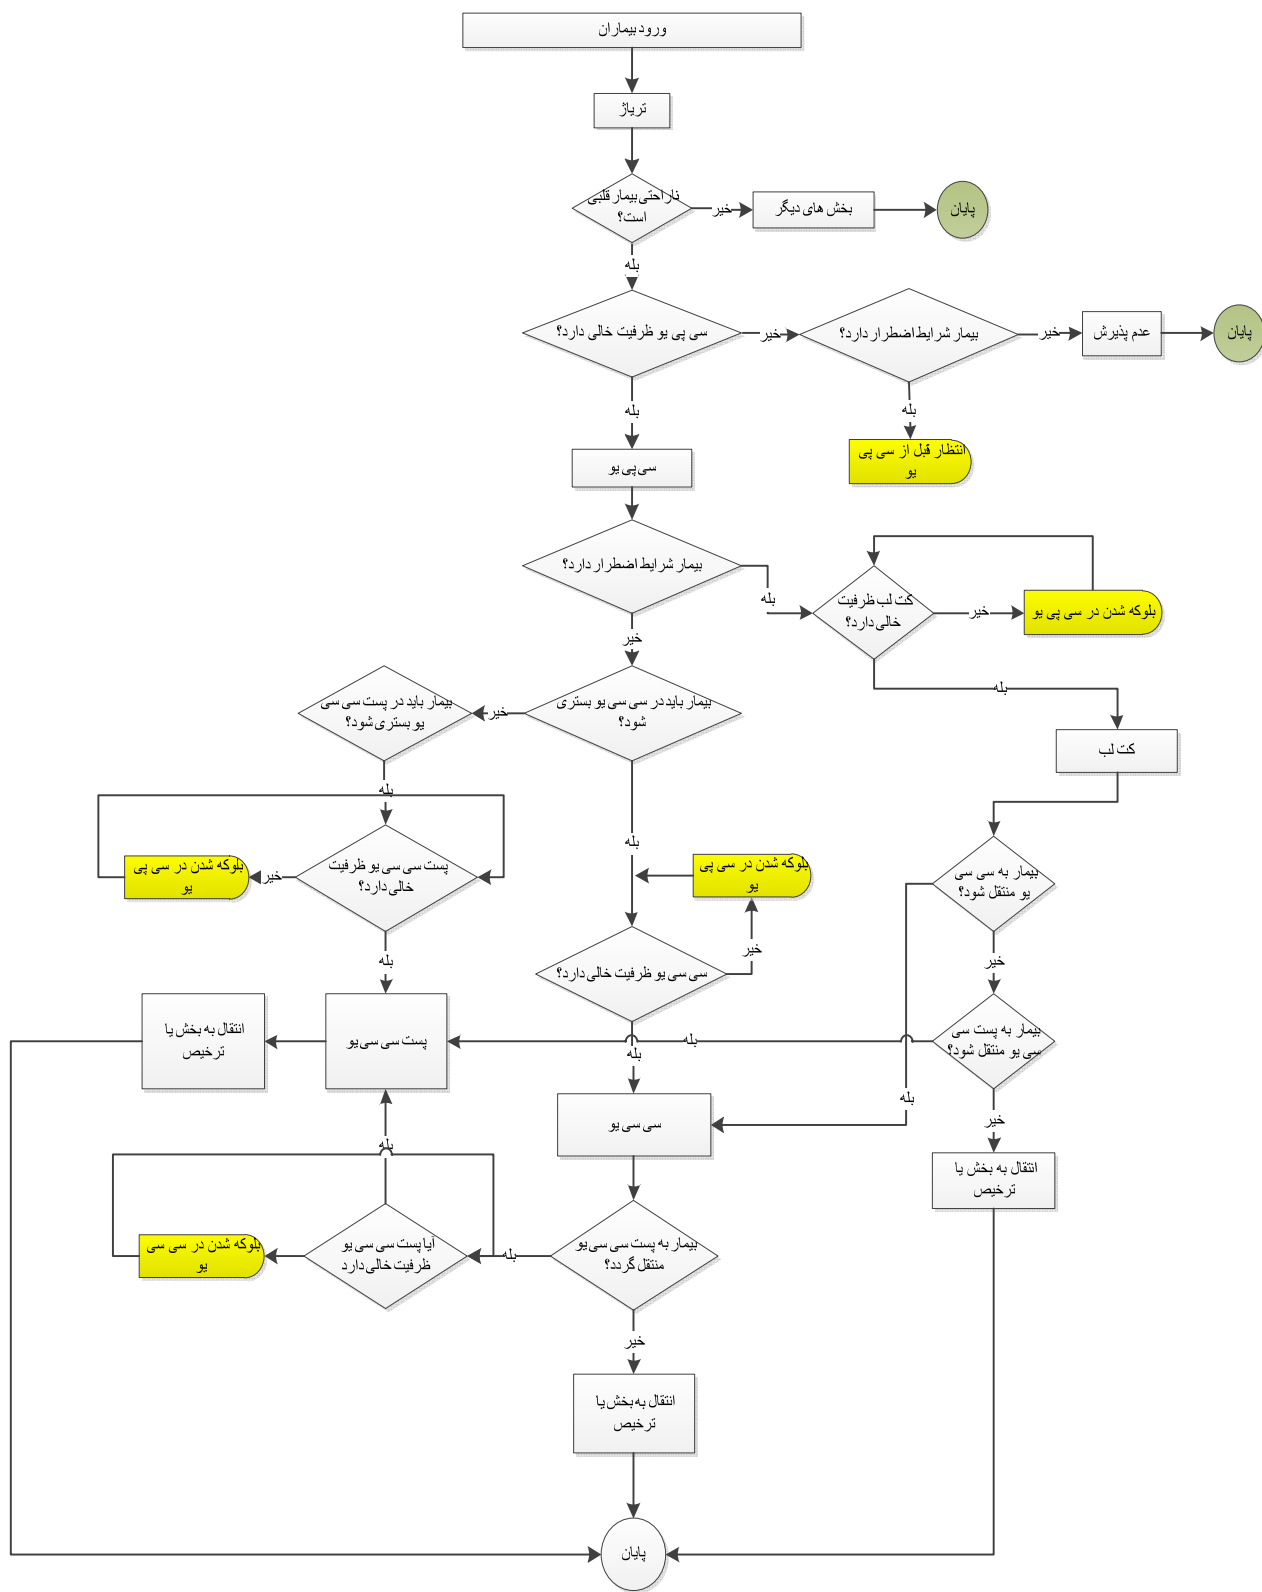 ورود بیماران
تریاژ
ناراحتی بیمار قلبی
است؟
خیر
بخش های دیگر
پایان
بله
سی پی یو ظرفیت خالی دارد؟
خیر
بیمار شرایط اضطرار دارد؟
خیر
عدم پذیرش
پایان
بله
بله
انتظار قبل از سی پی
یو
سی پی یو
بیمار شرایط اضطرار دارد؟
بله
کت لب ظرفیت
خالی دارد؟
خیر
بلوکه شدن در سی پی یو
خیر
بله
بیمار باید در سی سی یو بستری
شود؟
خیر
بیمار باید در پست سی سی
یو بستری شود؟
کت لب
بله
بله
پست سی سی یو ظرفیت
خالی دارد؟
خیر
بلوکه شدن در سی پی
یو
بلوکه شدن در سی پی
یو
بیمار به سی سی
یو منتقل شود؟
خیر
سی سی یو ظرفیت خالی دارد؟
بله
خیر
انتقال به بخش یا
ترخیص
پست سی سی یو
بله
بله
بیمار به پست سی
سی یو منتقل شود؟
بله
خیر
سی سی یو
بله
انتقال به بخش یا
ترخیص
بیمار به پست سی سی یو
منتقل گردد؟
بله
آیا پست سی سی یو
ظرفیت خالی دارد
بلوکه شدن در سی سی
یو
خیر
انتقال به بخش یا
ترخیص
پایان